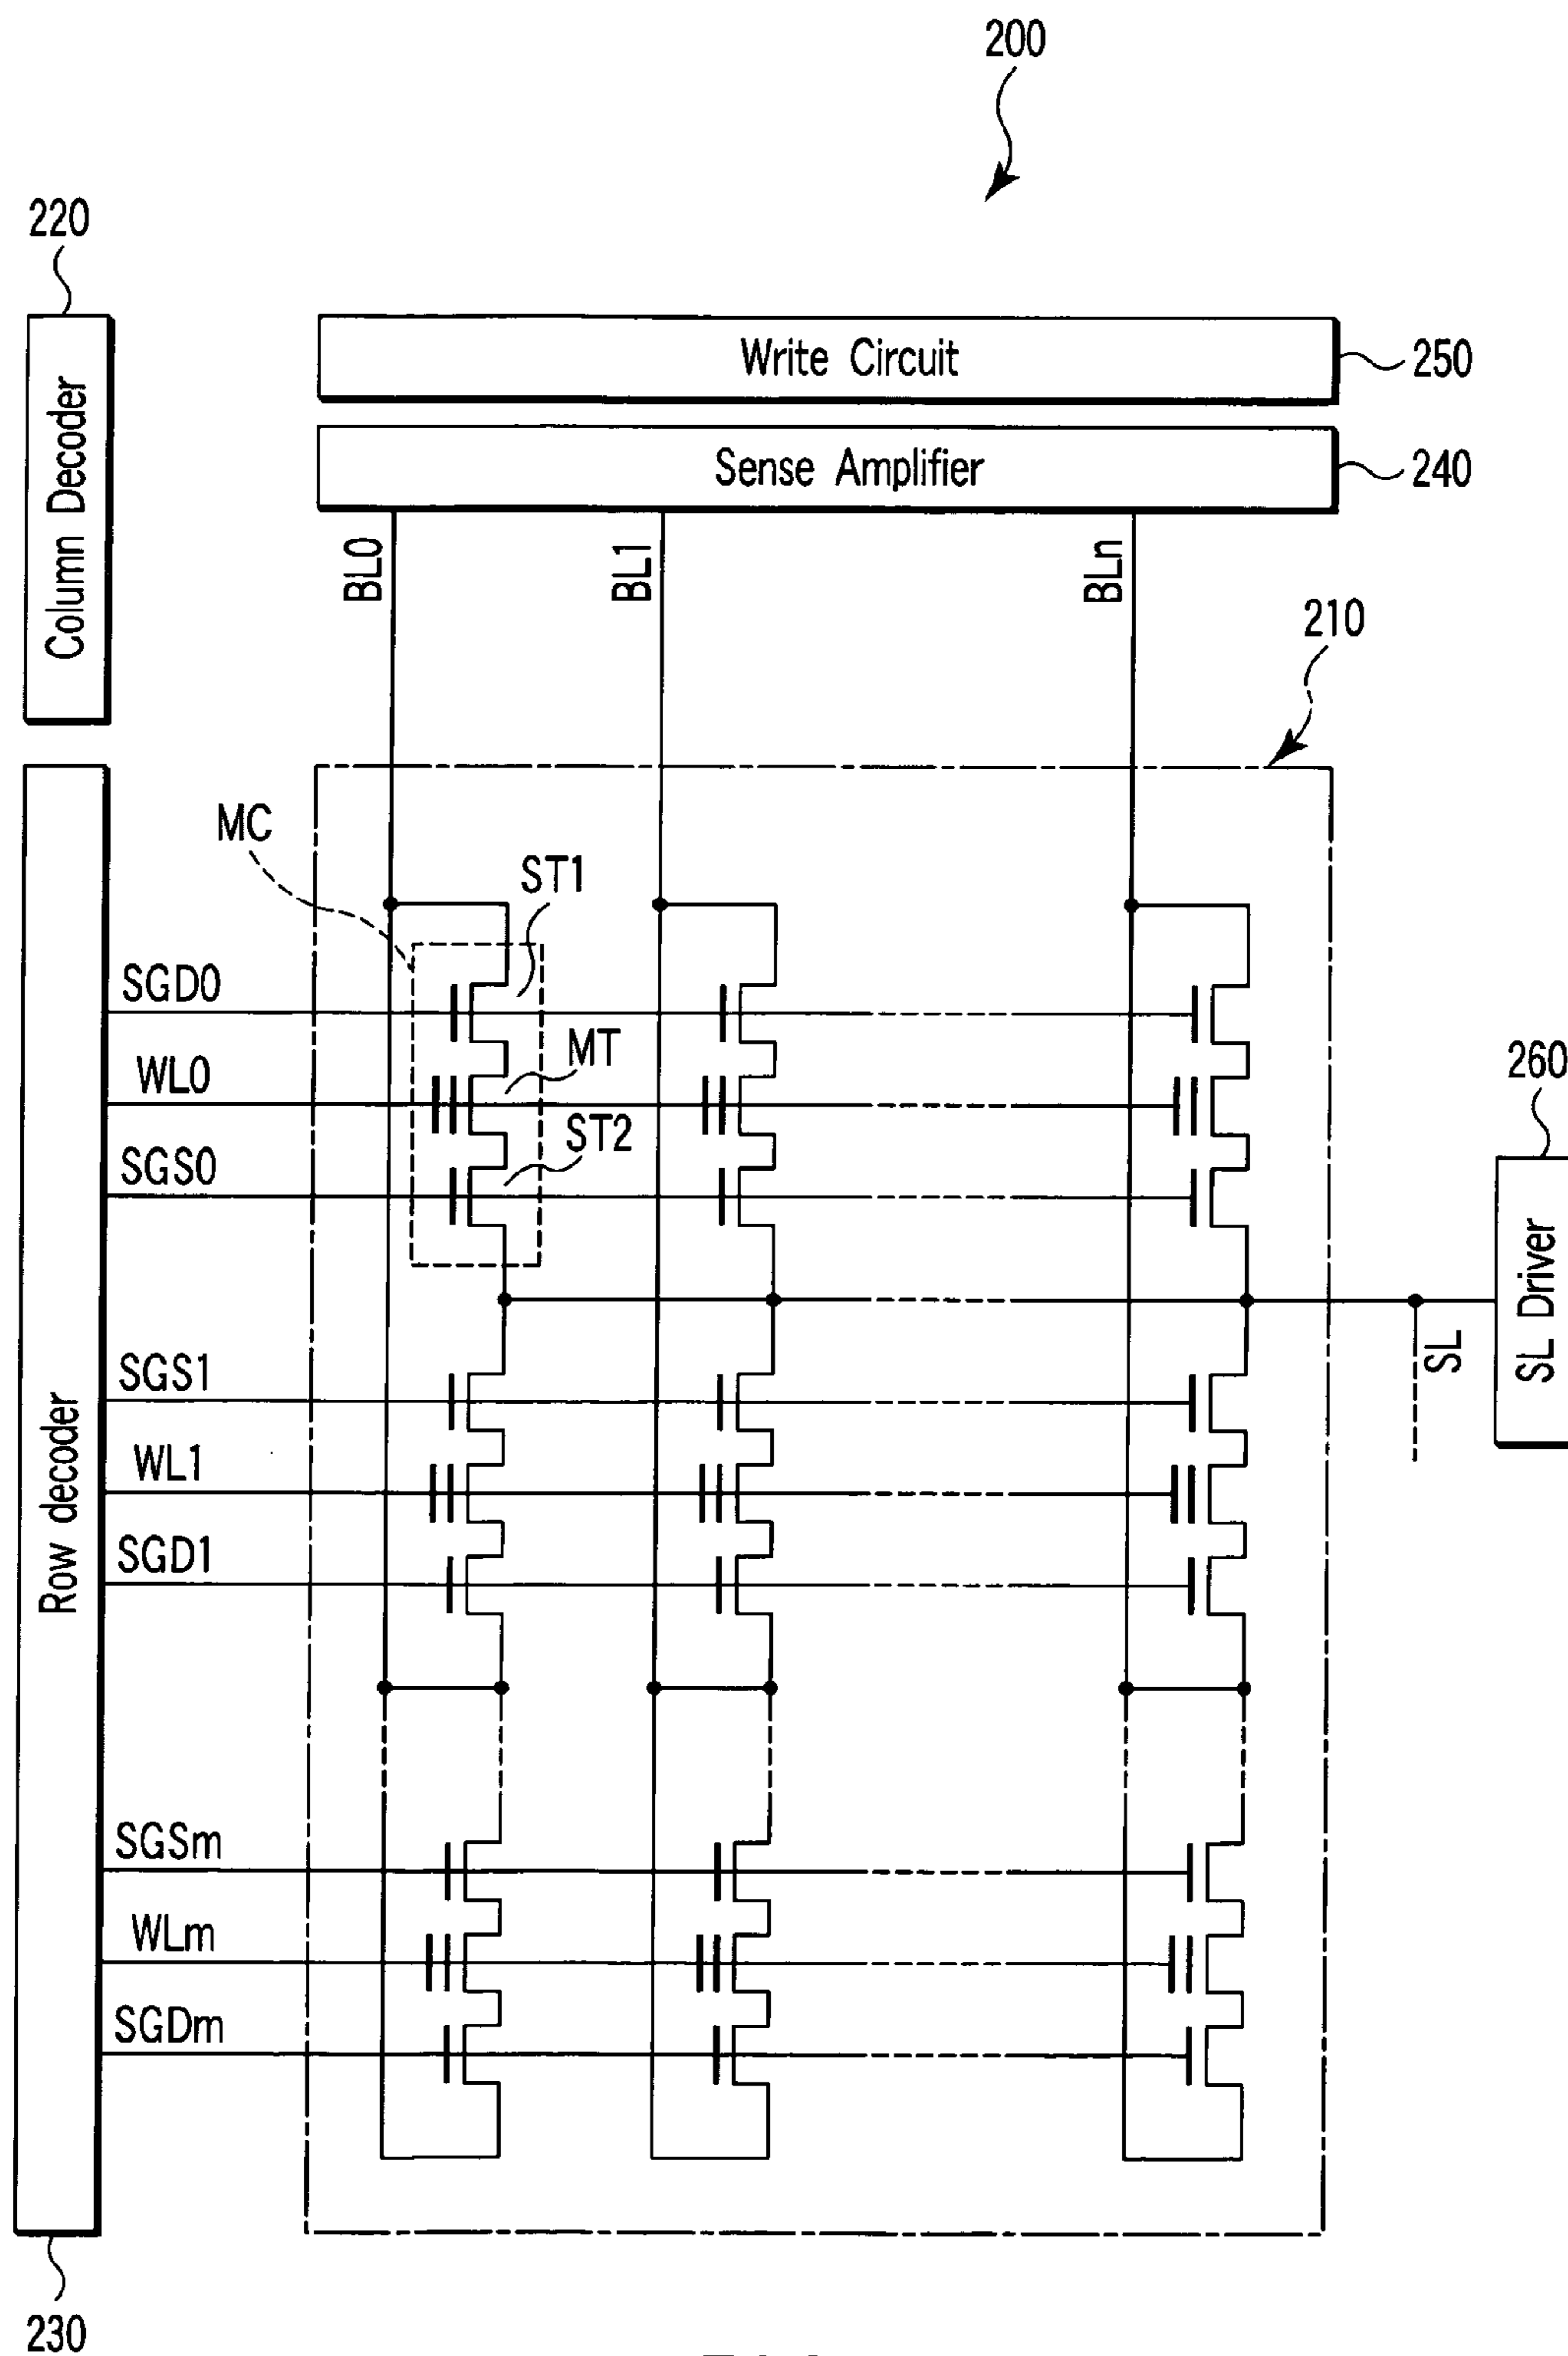 200
220
Column Decoder
Write Circuit
250
Sense Amplifier
240
BL0
BL1
BLn
210
MC
ST1
SGD0
MT
WL0
ST2
SGS0
260
SL Driver
SL
SGS1
WL1
SGD1
Row decoder
SGSm
WLm
SGDm
230